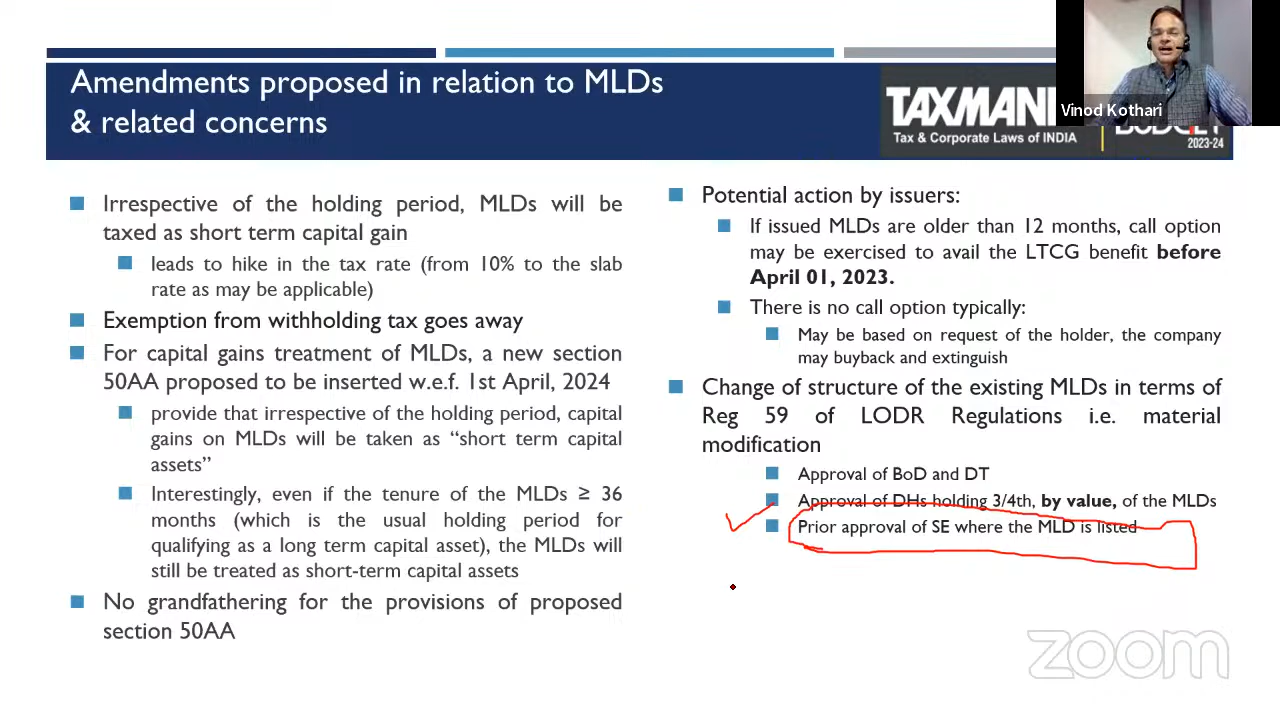 Amendments proposed in relation to MLDs
& related concerns
TAXMAN
Tax & Corporate Laws of INDIA
BUDGET
2023-24
Vinod Kothari
Irrespective of the holding period, MLDs will be
taxed as short term capital gain
leads to hike in the tax rate (from 10% to the slab
rate as may be applicable)
Exemption from withholding tax goes away
For capital gains treatment of MLDs, a new section
50AA proposed to be inserted w.e.f. 1st April, 2024
provide that irrespective of the holding period, capital
gains on MLDs will be taken as “short term capital
assets”
Interestingly, even if the tenure of the MLDs ≥ 36
months (which is the usual holding period for
qualifying as a long term capital asset), the MLDs will
still be treated as short-term capital assets
No grandfathering for the provisions of proposed
section 50AA
Potential action by issuers:
If issued MLDs are older than 12 months, call option
may be exercised to avail the LTCG benefit before
April 01, 2023.
There is no call option typically:
May be based on request of the holder, the company
may buyback and extinguish
Change of structure of the existing MLDs in terms of
Reg 59 of LODR Regulations i.e. material
modification
Approval of BoD and DT
Approval of DHs holding 3/4th, by value, of the MLDs
Prior approval of SE where the MLD is listed
zoom